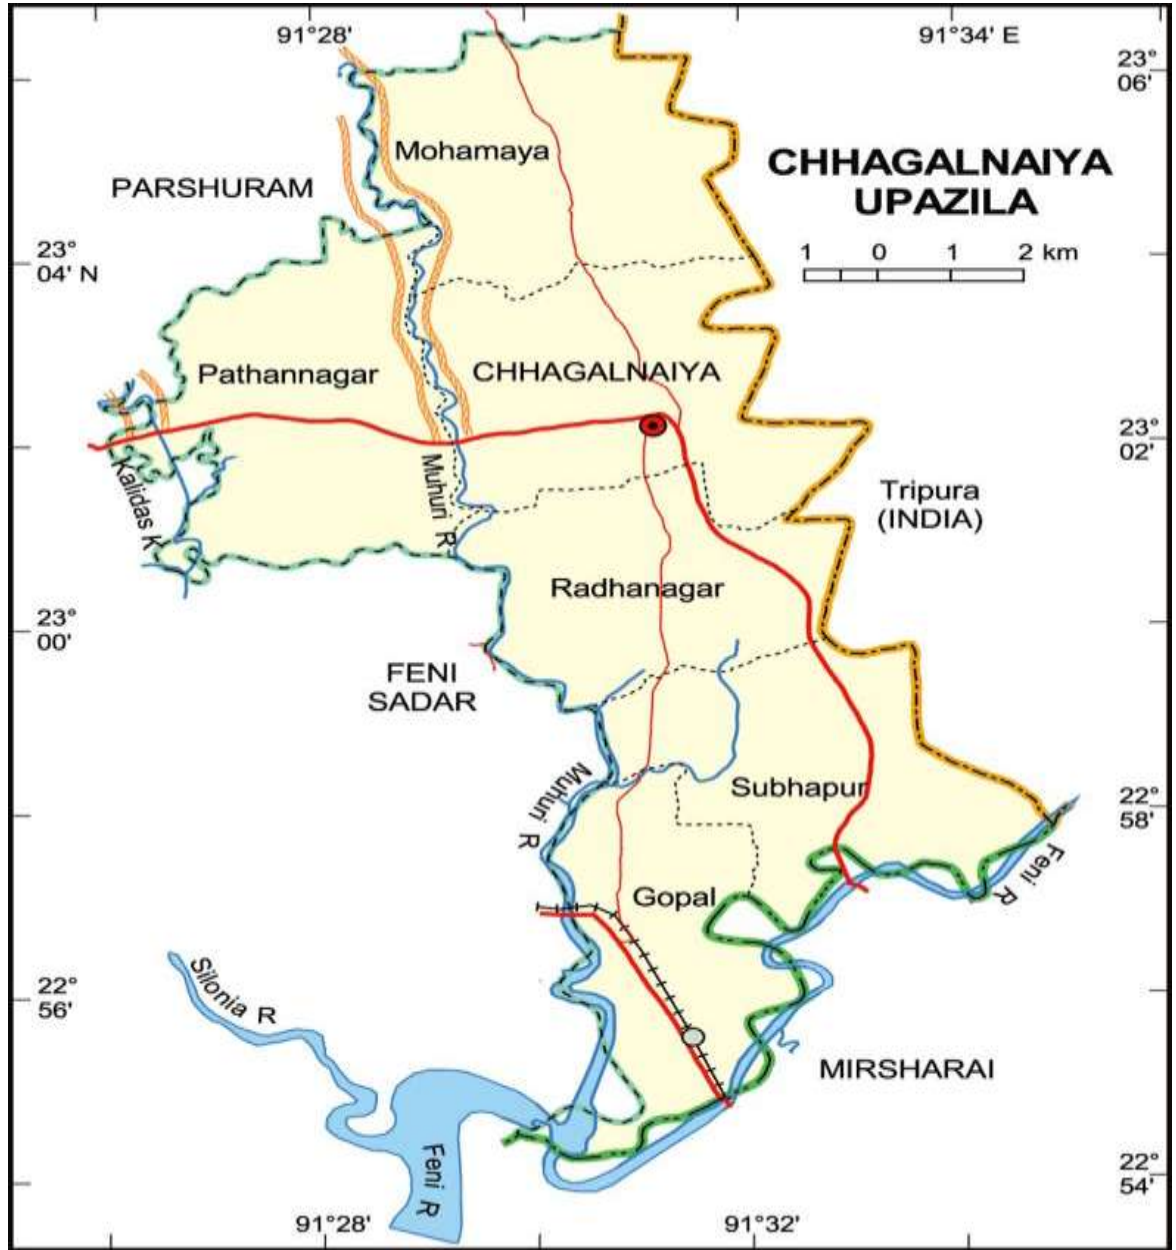 91°28'
91°34' E
23°
06'
Mohamaya
CHHAGALNAIYA
UPAZILA
PARSHURAM
1 0 1 2 km
23°
04' N
Pathannagar
CHHAGALNAIYA
23°
02'
Kalidas K
Muhuri R
Tripura
(INDIA)
Radhanagar
23°
00'
FENI
SADAR
Muhuri R
Subhapur
22°
58'
Feni R
Gopal
Silonia R
22°
56'
MIRSHARAI
Feni R
22°
54'
91°28'
91°32'